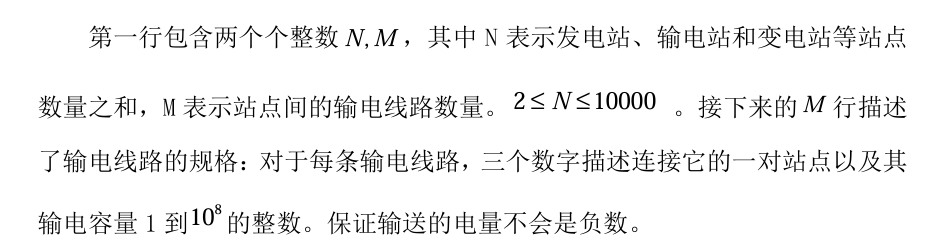 第一行包含两个个整数 N,M，其中 N 表示发电站、输电站和变电站等站点
数量之和，M 表示站点间的输电线路数量。2 ≤ N ≤ 10000 。接下来的 M 行描述
了输电线路的规格：对于每条输电线路，三个数字描述连接它的一对站点以及其
输电容量 1 到10⁸的整数。保证输送的电量不会是负数。